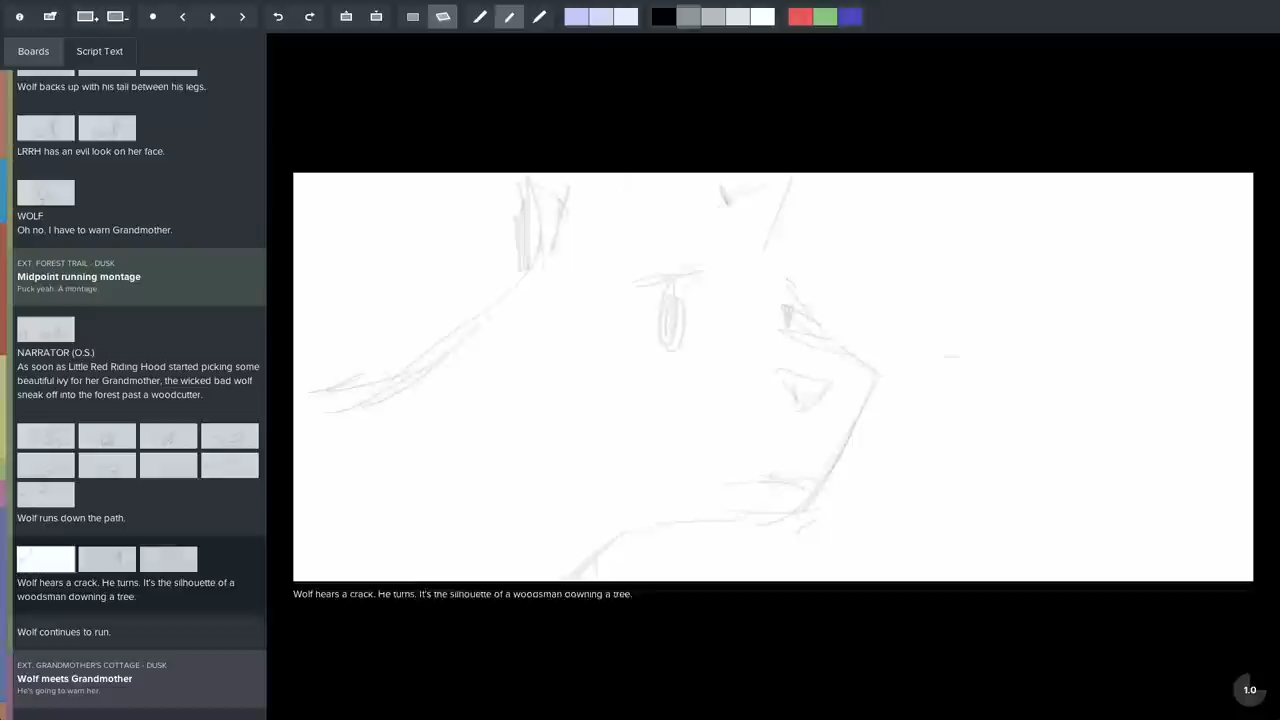 Boards
Script Text
Wolf backs up with his tail between his legs.
LRRH has an evil look on her face.
WOLF
Oh no. I have to warn Grandmother.
EXT. FOREST TRAIL - DUSK
Midpoint running montage
Fuck yeah. A montage.
NARRATOR (O.S.)
As soon as Little Red Riding Hood started picking some
beautiful ivy for her Grandmother, the wicked bad wolf
sneak off into the forest past a woodcutter.
Wolf runs down the path.
Wolf hears a crack. He turns. It's the silhouette of a
woodsman downing a tree.
Wolf continues to run.
EXT. GRANDMOTHER'S COTTAGE - DUSK
Wolf meets Grandmother
He's going to warn her.
Wolf hears a crack. He turns. It's the silhouette of a woodsman downing a tree.
1.0